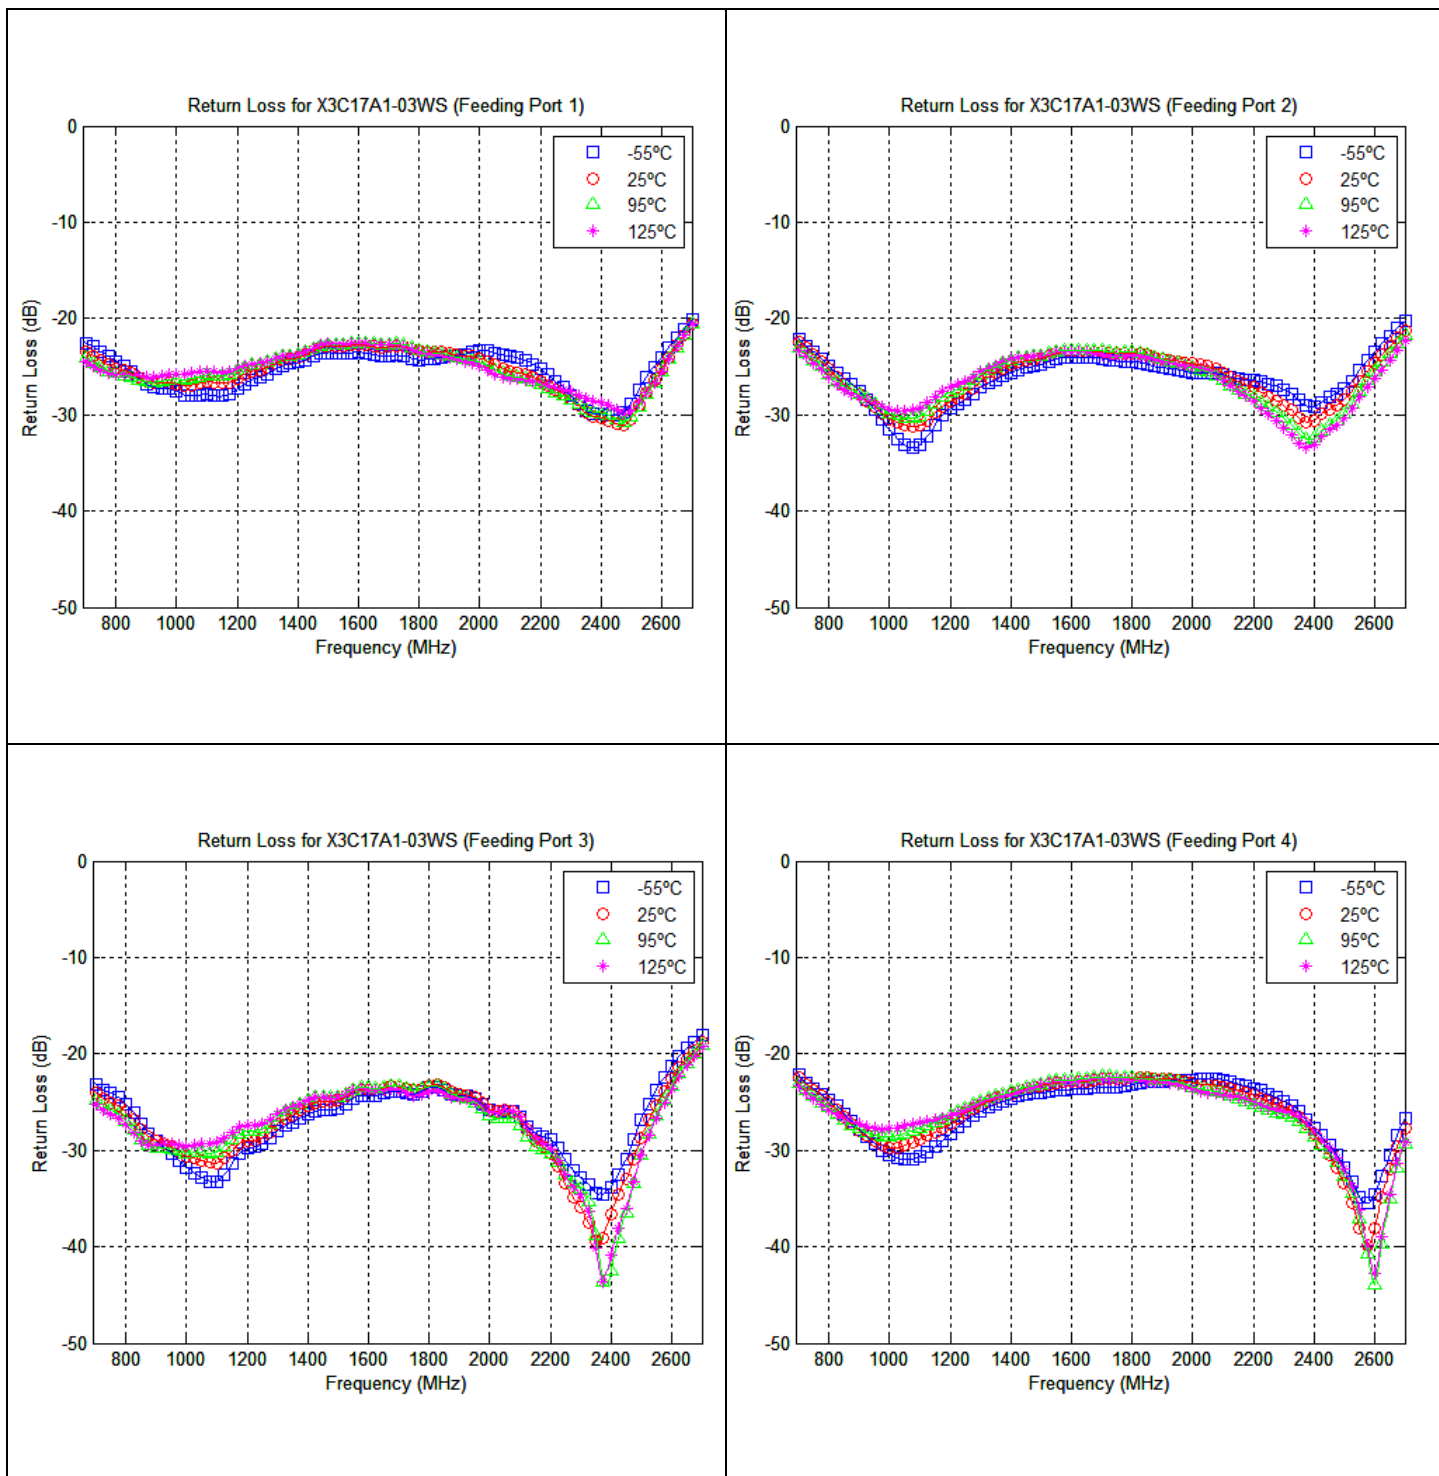 Return Loss for X3C17A1-03WS (Feeding Port 1)
0
-10
-20
-30
-40
-50
Return Loss (dB)
-55ºC
25ºC
95ºC
125ºC
800 1000 1200 1400 1600 1800 2000 2200 2400 2600
Frequency (MHz)
Return Loss for X3C17A1-03WS (Feeding Port 2)
0
-10
-20
-30
-40
-50
Return Loss (dB)
-55ºC
25ºC
95ºC
125ºC
800 1000 1200 1400 1600 1800 2000 2200 2400 2600
Frequency (MHz)
Return Loss for X3C17A1-03WS (Feeding Port 3)
0
-10
-20
-30
-40
-50
Return Loss (dB)
-55ºC
25ºC
95ºC
125ºC
800 1000 1200 1400 1600 1800 2000 2200 2400 2600
Frequency (MHz)
Return Loss for X3C17A1-03WS (Feeding Port 4)
0
-10
-20
-30
-40
-50
Return Loss (dB)
-55ºC
25ºC
95ºC
125ºC
800 1000 1200 1400 1600 1800 2000 2200 2400 2600
Frequency (MHz)